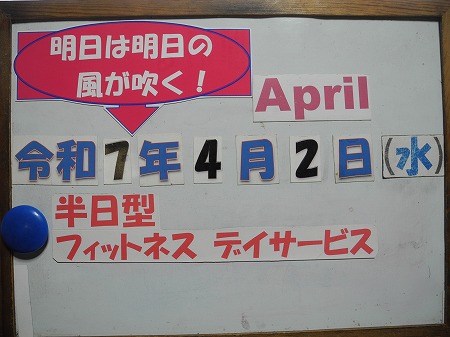 明日は明日の
風が吹く!
April
令和7年4月2日(水)
半日型
フィットネス デイサービス